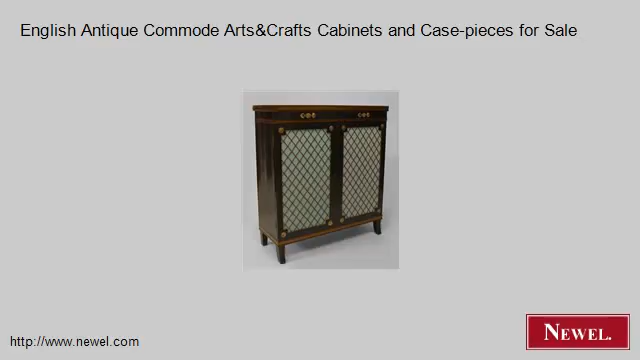 English Antique Commode Arts&Crafts Cabinets and Case-pieces for Sale
NEWEL.
http://www.newel.com